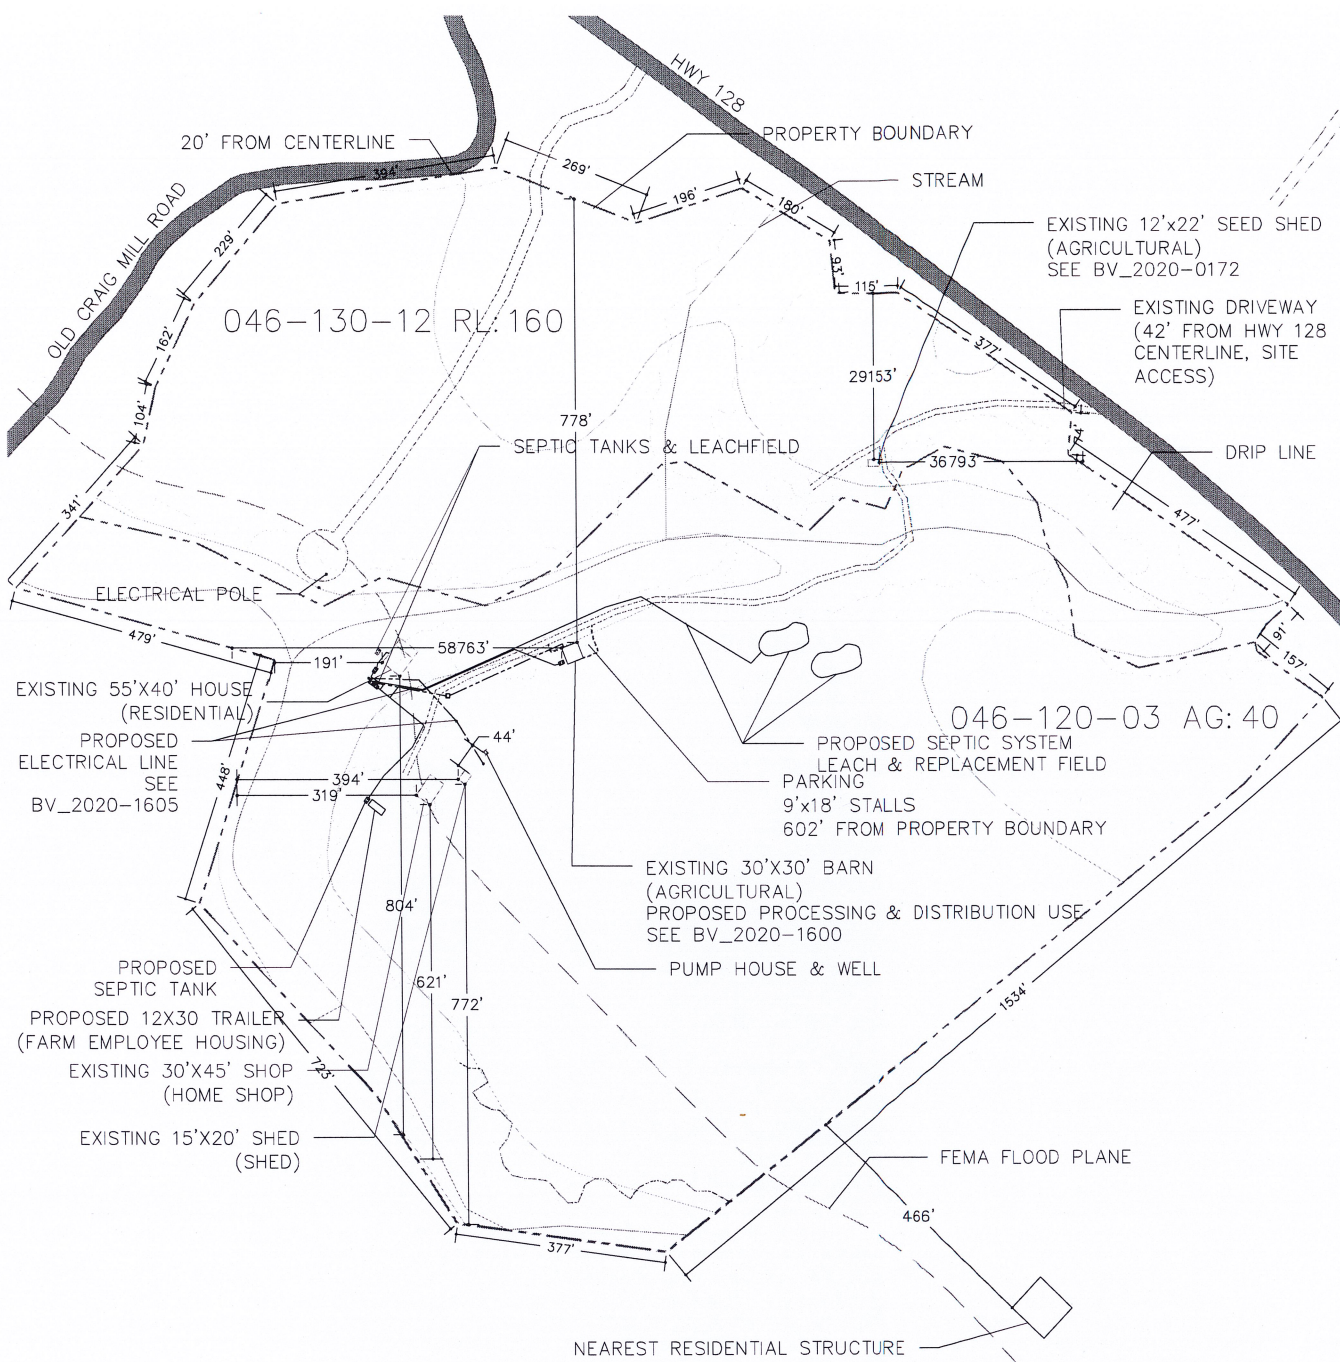 HWY 128
20' FROM CENTERLINE
PROPERTY BOUNDARY
394'
269'
196'
180'
STREAM
OLD CRAIG MILL ROAD
229'
EXISTING 12'x22' SEED SHED
(AGRICULTURAL)
SEE BV_2020-0172
93'
115'
162'
046-130-12 RL:160
377'
EXISTING DRIVEWAY
(42' FROM HWY 128
CENTERLINE, SITE
ACCESS)
29153'
104'
778'
74'
SEPTIC TANKS & LEACHFIELD
36793
DRIP LINE
341'
477'
ELECTRICAL POLE
479'
91'
58763'
191'
157'
EXISTING 55'X40' HOUSE
(RESIDENTIAL)
046-120-03 AG:40
PROPOSED
ELECTRICAL LINE
SEE
BV_2020-1605
44'
PROPOSED SEPTIC SYSTEM
LEACH & REPLACEMENT FIELD
448'
394'
319'
PARKING
9'x18' STALLS
602' FROM PROPERTY BOUNDARY
EXISTING 30'X30' BARN
(AGRICULTURAL)
PROPOSED PROCESSING & DISTRIBUTION USE
SEE BV_2020-1600
804'
PROPOSED
SEPTIC TANK
PUMP HOUSE & WELL
621'
772'
1534'
PROPOSED 12X30 TRAILER
(FARM EMPLOYEE HOUSING)
723'
EXISTING 30'X45' SHOP
(HOME SHOP)
EXISTING 15'X20' SHED
(SHED)
FEMA FLOOD PLANE
466'
377'
NEAREST RESIDENTIAL STRUCTURE